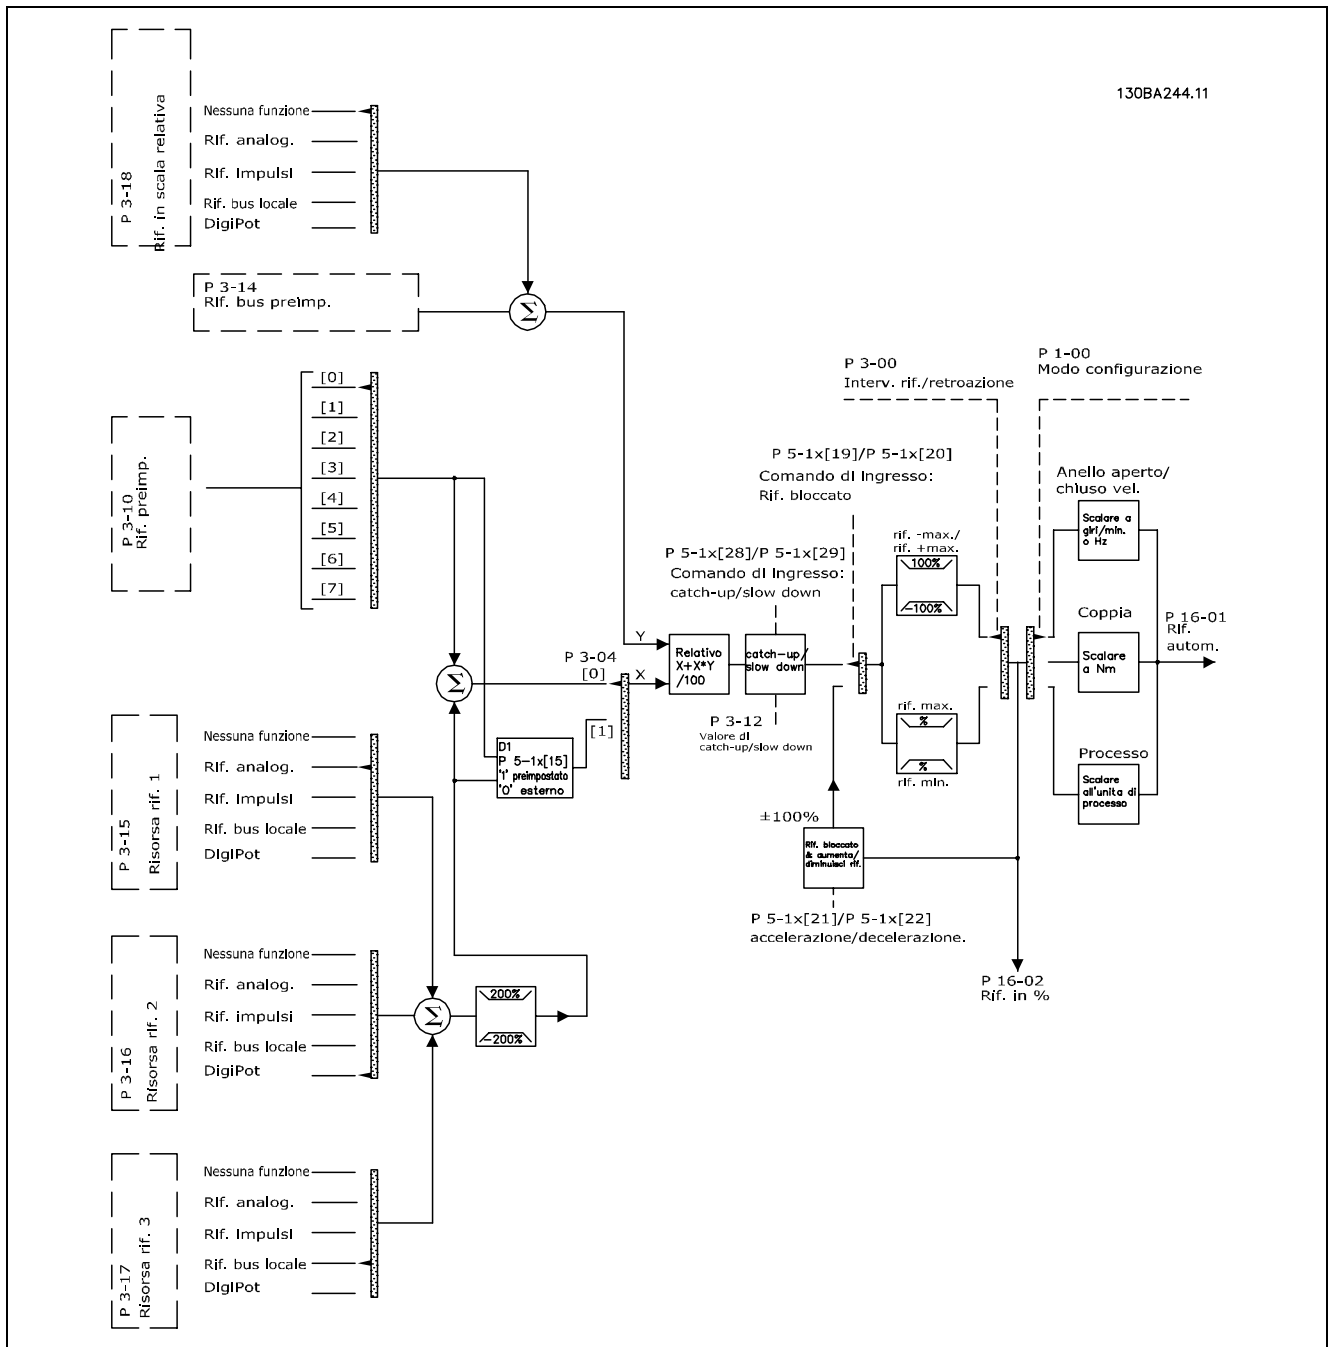 130BA244.11
P 3-18
Rif. in scala relativa
Nessuna funzione
Rif. analog.
Rif. Impulsi
Rif. bus locale
DigiPot
P 3-14
Rif. bus preimp.
Σ
P 3-10
Rif. preimp.
[0]
[1]
[2]
[3]
[4]
[5]
[6]
[7]
Σ
P 3-04
[0]
[1]
D1
P 5-1x[15]
'1' preimpostato
'0' esterno
Y
X
Relativo
X+X*Y
/100
P 5-1x[28]/P 5-1x[29]
Comando di Ingresso:
catch-up/slow down
catch-up/
slow down
P 3-12
Valore di
catch-up/slow down
P 5-1x[19]/P 5-1x[20]
Comando di Ingresso:
Rif. bloccato
rif. -max./
rif. +max.
100%
-100%
rif. max.
%
%
rif. min.
P 3-00
Interv. rif./retroazione
P 1-00
Modo configurazione
Anello aperto/
chiuso vel.
Scalare a
giri/min.
o Hz
Coppia
Scalare
a Nm
Processo
Scalare
all'unita di
processo
P 16-01
Rif.
autom.
±100%
Rif. bloccato
& aumenta/
diminuisci rif.
P 5-1x[21]/P 5-1x[22]
accelerazione/decelerazione.
P 16-02
Rif. in %
P 3-15
Risorsa rif. 1
Nessuna funzione
Rif. analog.
Rif. Impulsi
Rif. bus locale
DigiPot
P 3-16
Risorsa rif. 2
Nessuna funzione
Rif. analog.
Rif. impulsi
Rif. bus locale
DigiPot
Σ
200%
-200%
P 3-17
Risorsa rif. 3
Nessuna funzione
Rif. analog.
Rif. Impulsi
Rif. bus locale
DigiPot